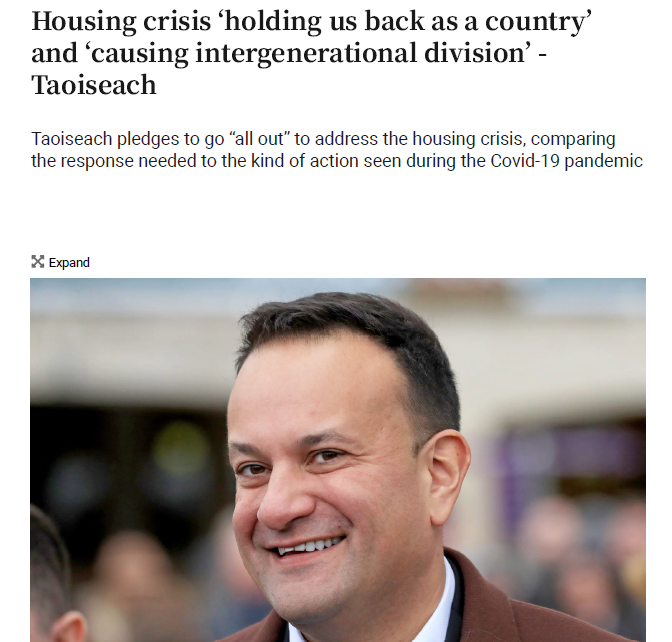 Housing crisis ‘holding us back as a country’
and ‘causing intergenerational division’ -
Taoiseach
Taoiseach pledges to go “all out” to address the housing crisis, comparing
the response needed to the kind of action seen during the Covid-19 pandemic
Expand